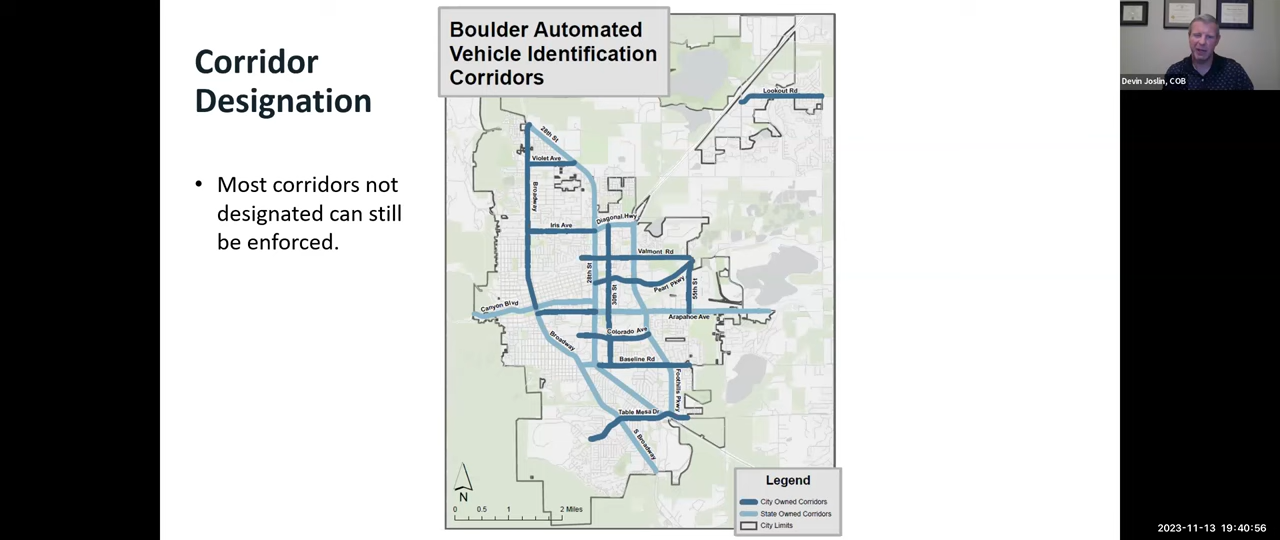 Corridor
Designation
• Most corridors not
designated can still
be enforced.
Boulder Automated
Vehicle Identification
Corridors
Lookout Rd
28th St
Violet Ave
Broadway
Iris Ave
Diagonal Hwy
Valmont Rd
28th St
30th St
Pearl Pkwy
55th St
Canyon Blvd
Arapahoe Ave
Colorado Ave
Broadway
Baseline Rd
Foothills Pkwy
Table Mesa Dr
S Broadway
N
0 0.5 1 2 Miles
Legend
City Owned Corridors
State Owned Corridors
City Limits
Devin Joslin, COB
2023-11-13 19:40:56